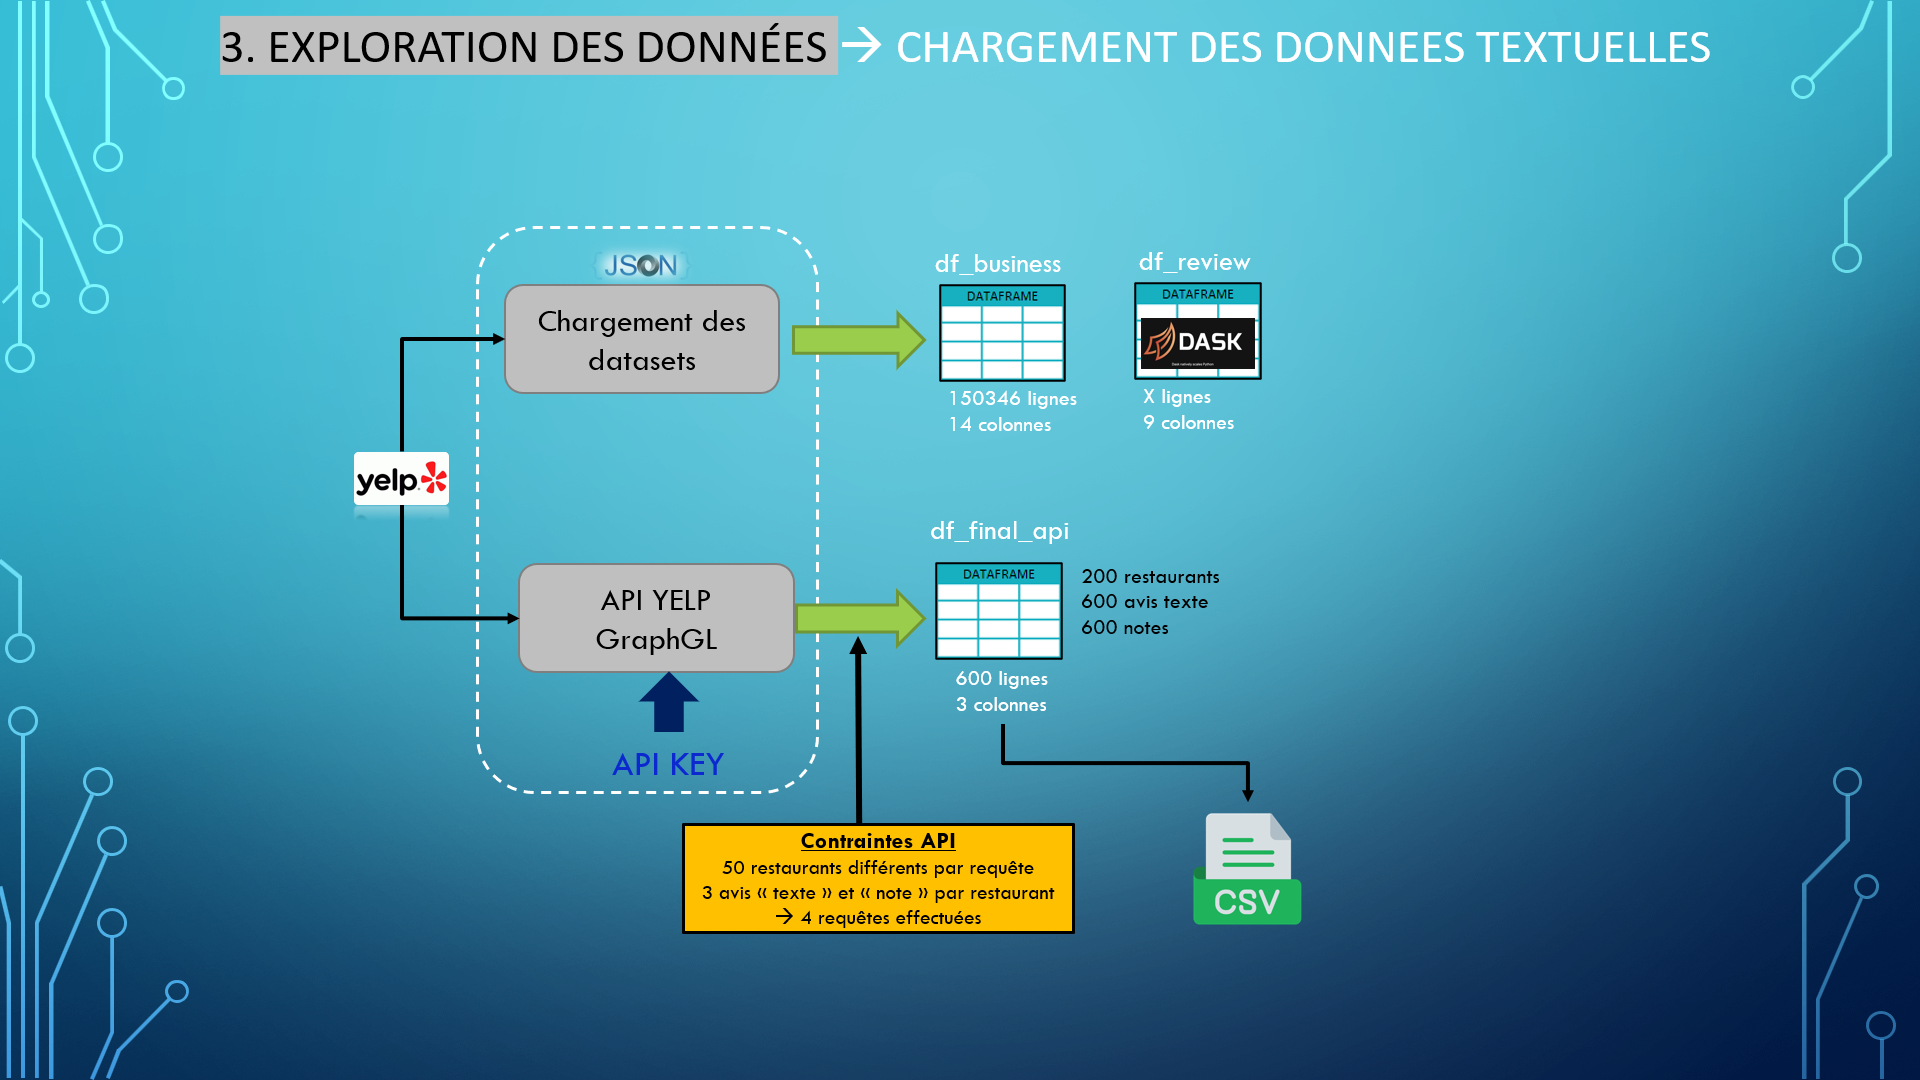 3. EXPLORATION DES DONNÉES → CHARGEMENT DES DONNEES TEXTUELLES
JSON
Chargement des
datasets
df_business
DATAFRAME
150346 lignes
14 colonnes
df_review
DATAFRAME
DASK
X lignes
9 colonnes
yelp
API YELP
GraphGL
API KEY
df_final_api
DATAFRAME
200 restaurants
600 avis texte
600 notes
600 lignes
3 colonnes
Contraintes API
50 restaurants différents par requête
3 avis « texte » et « note » par restaurant
→ 4 requêtes effectuées
CSV